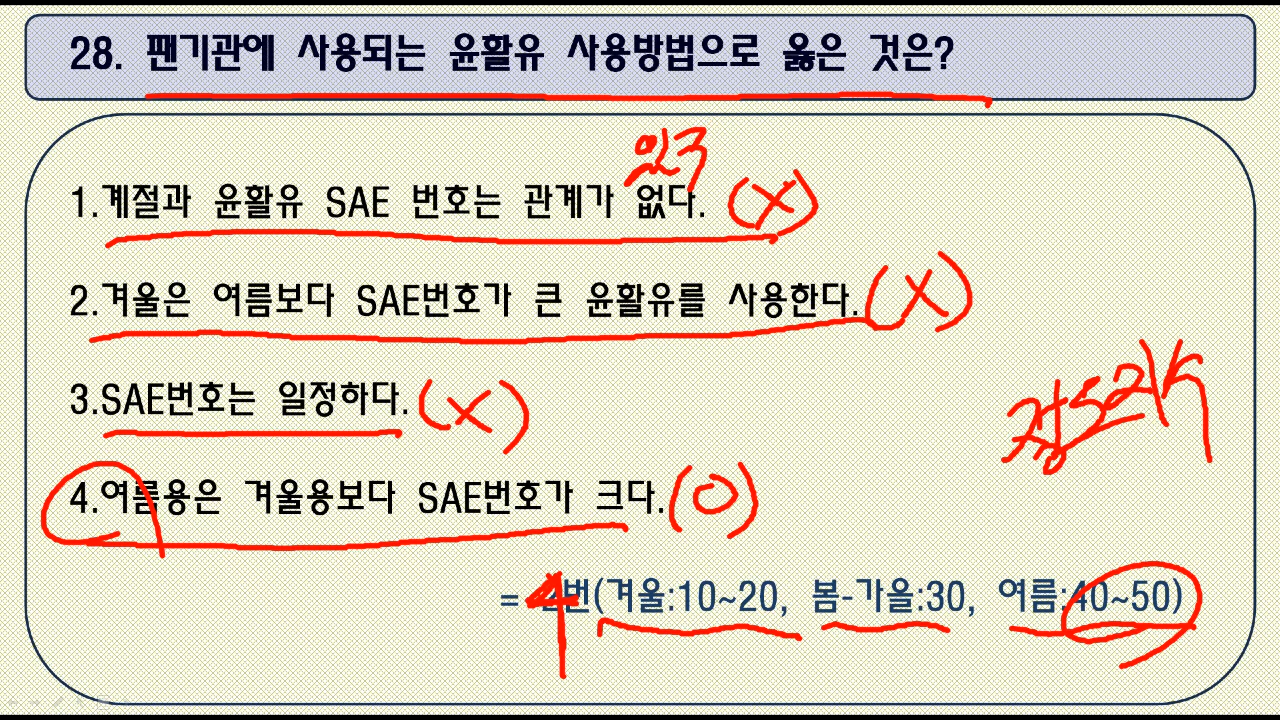 28. 팬기관에 사용되는 윤활유 사용방법으로 옳은 것은?
있구
1.계절과 윤활유 SAE 번호는 관계가 없다. (X)
2.겨울은 여름보다 SAE번호가 큰 윤활유를 사용한다. (X)
3.SAE번호는 일정하다. (X)
4.여름용은 겨울용보다 SAE번호가 크다. (O)
= 4번(겨울:10~20, 봄-가을:30, 여름:40~50)